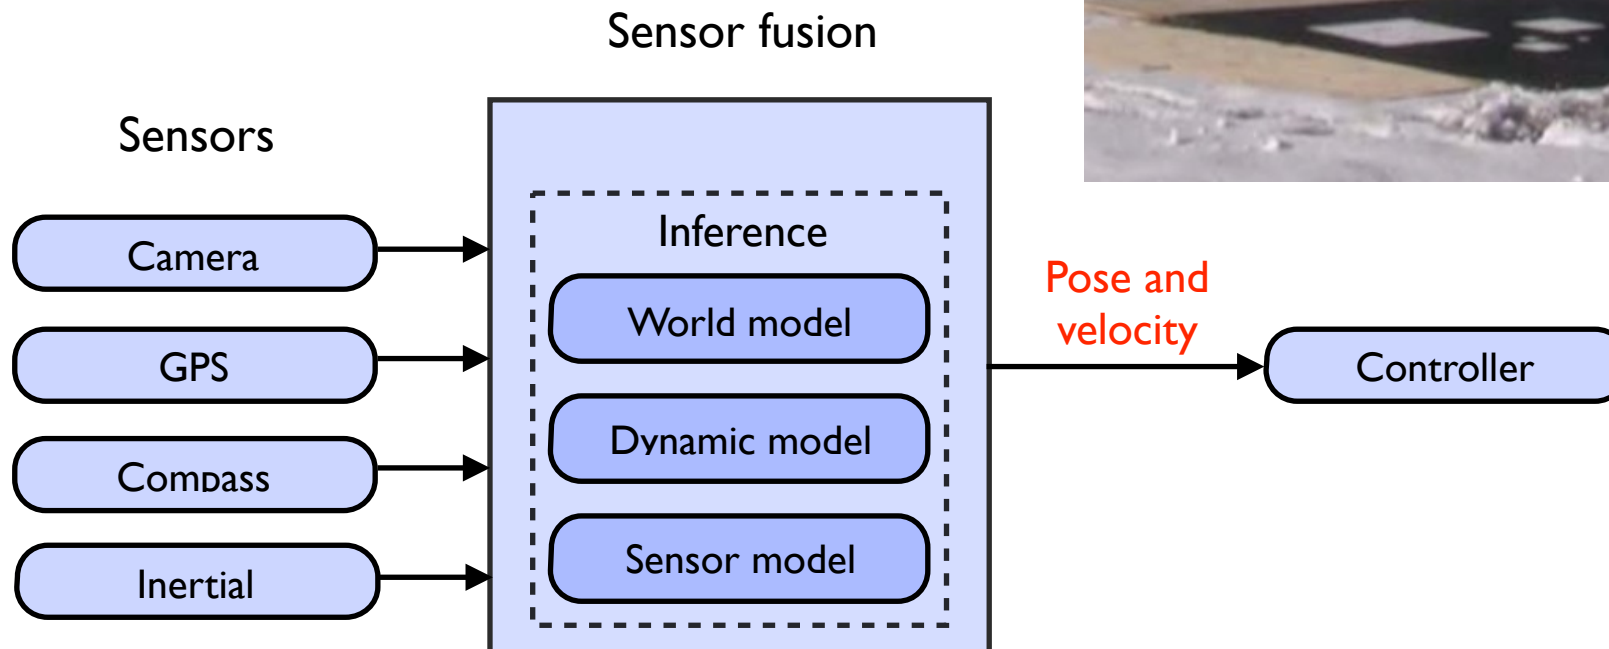 Sensor fusion
Sensors
Camera
GPS
Compass
Inertial
Inference
World model
Dynamic model
Sensor model
Pose and
velocity
Controller